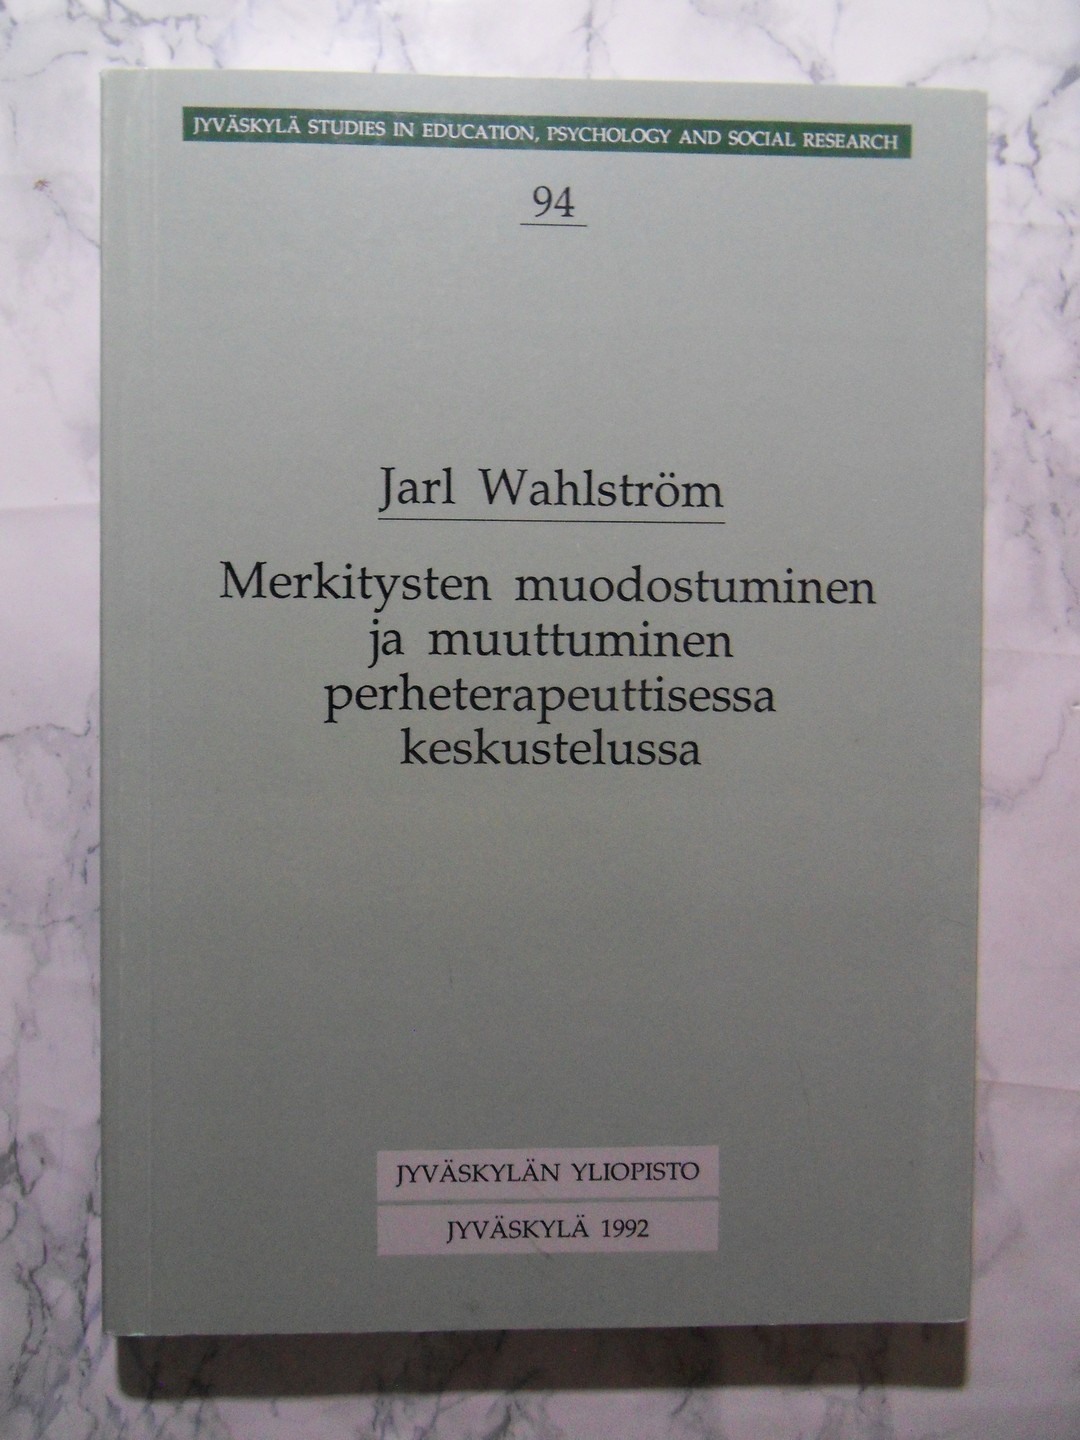 JYVÄSKYLÄ STUDIES IN EDUCATION, PSYCHOLOGY AND SOCIAL RESEARCH
94
Jarl Wahlström
Merkitysten muodostuminen
ja muuttuminen
perheterapeuttisessa
keskustelussa
JYVÄSKYLÄN YLIOPISTO
JYVÄSKYLÄ 1992